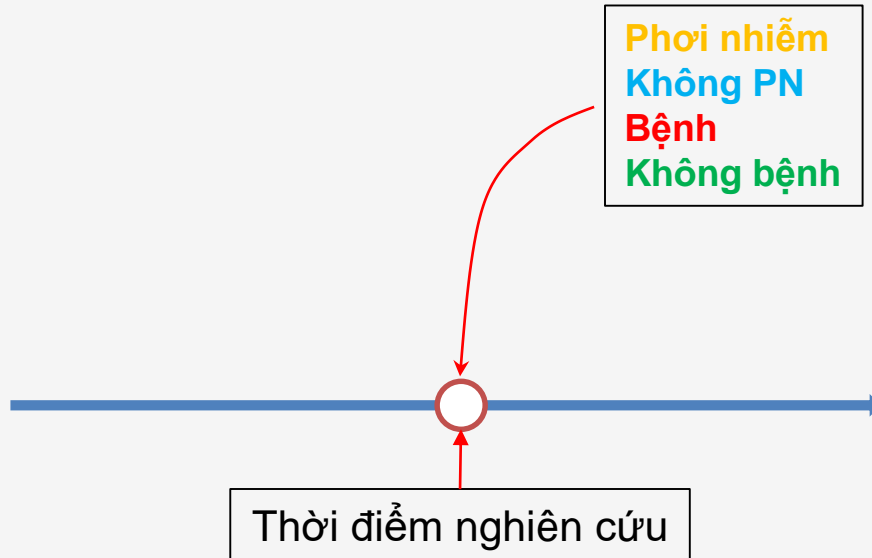 Phơi nhiễm
Không PN
Bệnh
Không bệnh
Thời điểm nghiên cứu